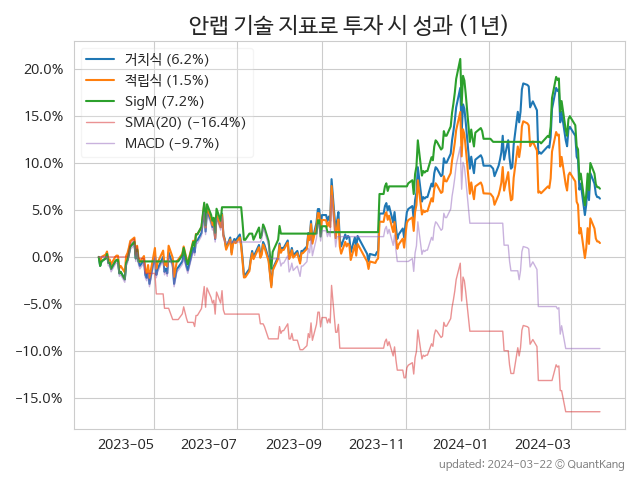 안랩 기술 지표로 투자 시 성과 (1년)
거치식 (6.2%)
적립식 (1.5%)
SigM (7.2%)
SMA(20) (−16.4%)
MACD (−9.7%)
20.0%
15.0%
10.0%
5.0%
0.0%
−5.0%
−10.0%
−15.0%
2023−05 2023−07 2023−09 2023−11 2024−01 2024−03
updated: 2024−03−22 ⓒ QuantKang